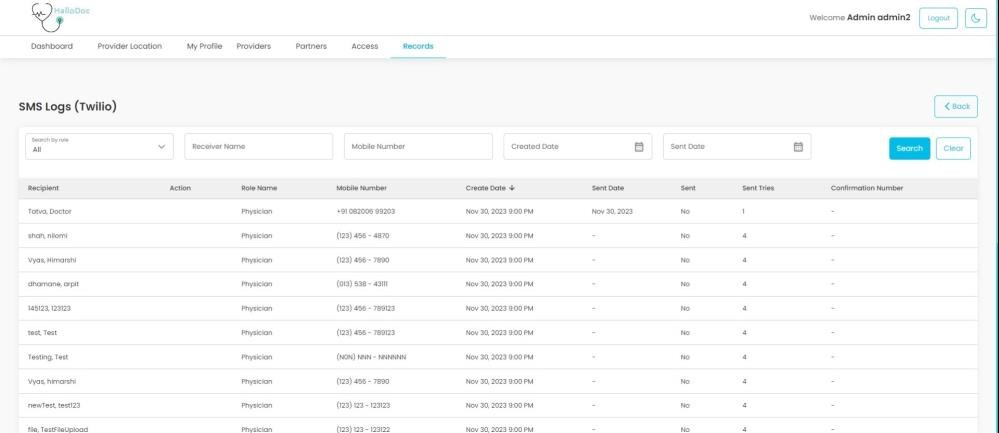 HalloDoc
Welcome Admin admin2 Logout
Dashboard Provider Location My Profile Providers Partners Access Records
SMS Logs (Twilio) Back
Search by role
All Receiver Name Mobile Number Created Date Sent Date Search Clear
Recipient Action Role Name Mobile Number Create Date Sent Date Sent Sent Tries Confirmation Number
Tatva, Doctor Physician +91 082006 99203 Nov 30, 2023 9:00 PM Nov 30, 2023 No 1 -
shah, nilomi Physician (123) 456 - 4870 Nov 30, 2023 9:00 PM - No 4 -
Vyas, Himarshi Physician (123) 456 - 7890 Nov 30, 2023 9:00 PM - No 4 -
dhamane, arpit Physician (013) 538 - 43111 Nov 30, 2023 9:00 PM - No 4 -
145123, 123123 Physician (123) 456 - 789123 Nov 30, 2023 9:00 PM - No 4 -
test, Test Physician (123) 456 - 789123 Nov 30, 2023 9:00 PM - No 4 -
Testing, Test Physician (NON) NNN - NNNNNN Nov 30, 2023 9:00 PM - No 4 -
Vyas, himarshi Physician (123) 456 - 7890 Nov 30, 2023 9:00 PM - No 4 -
newTest, test123 Physician (123) 123 - 123123 Nov 30, 2023 9:00 PM - No 4 -
file, TestFileUpload Physician (123) 123 - 123122 Nov 30, 2023 9:00 PM - No 4 -